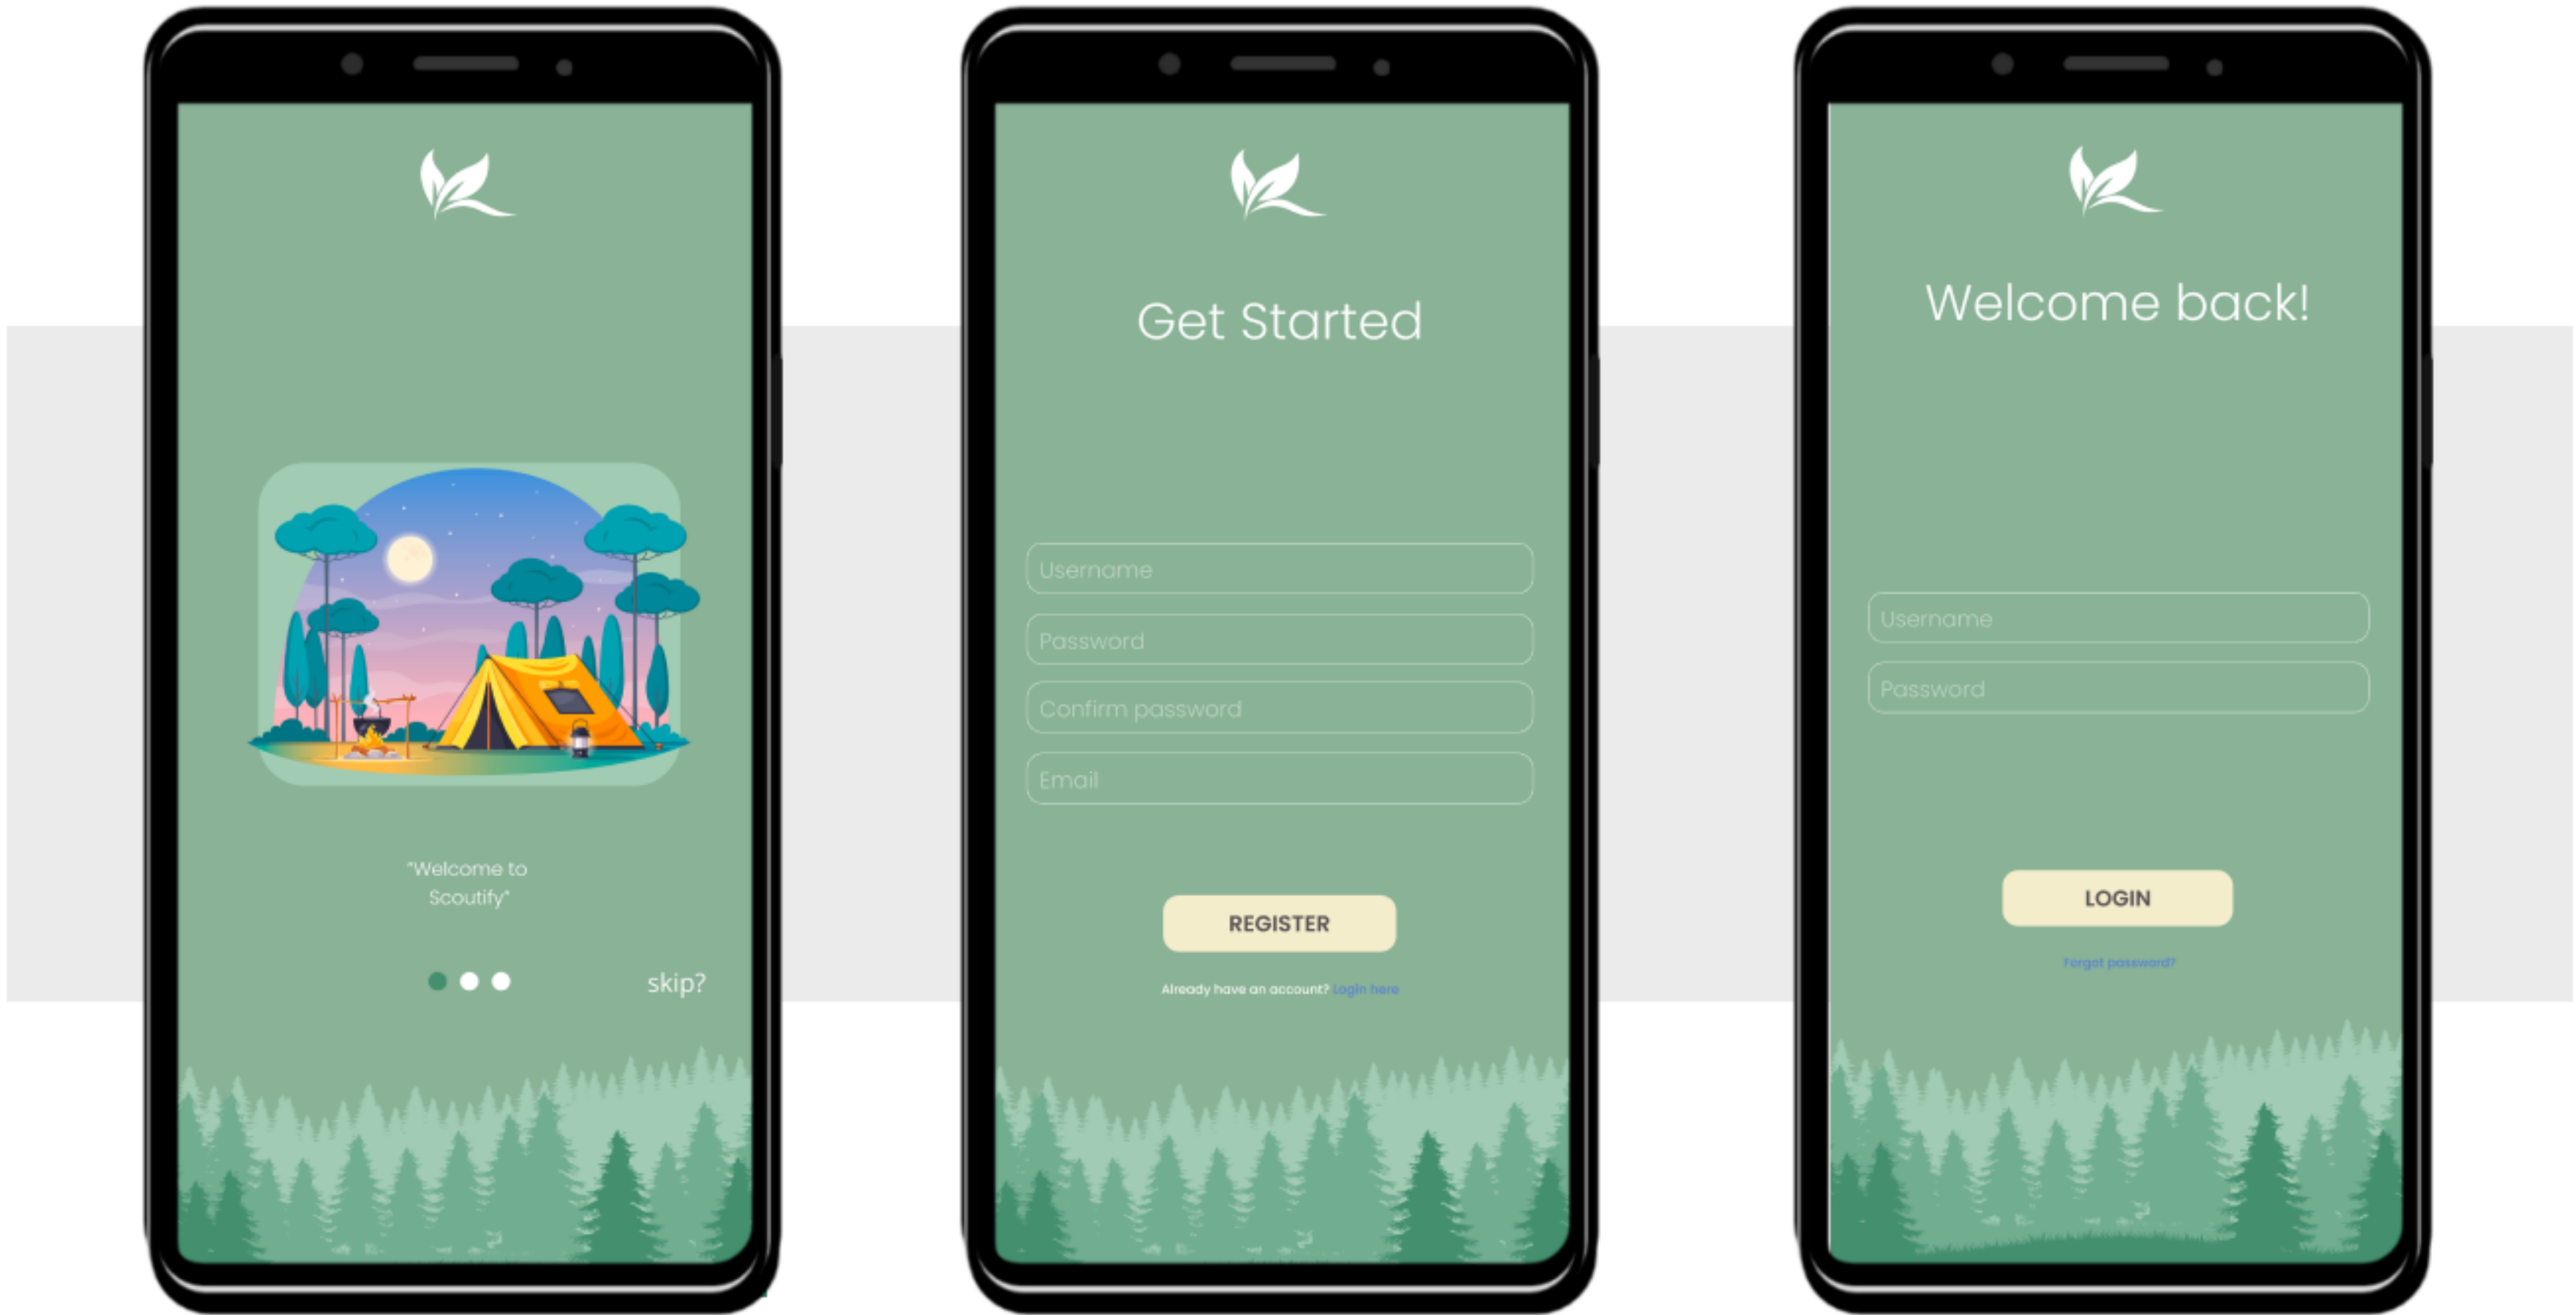 “Welcome to
Scoutify”
skip?
Get Started
Username
Password
Confirm password
Email
REGISTER
Already have an account? Login here
Welcome back!
Username
Password
LOGIN
Forgot password?